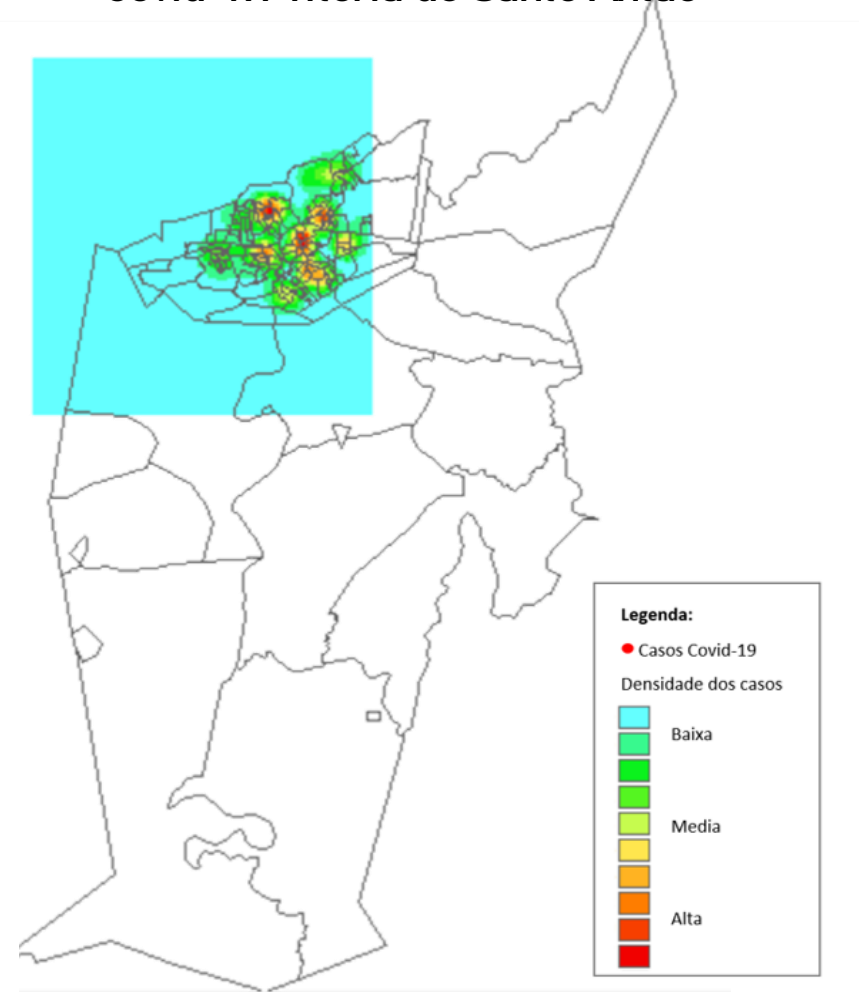 Legenda:
Casos Covid-19
Densidade dos casos
Baixa
Media
Alta